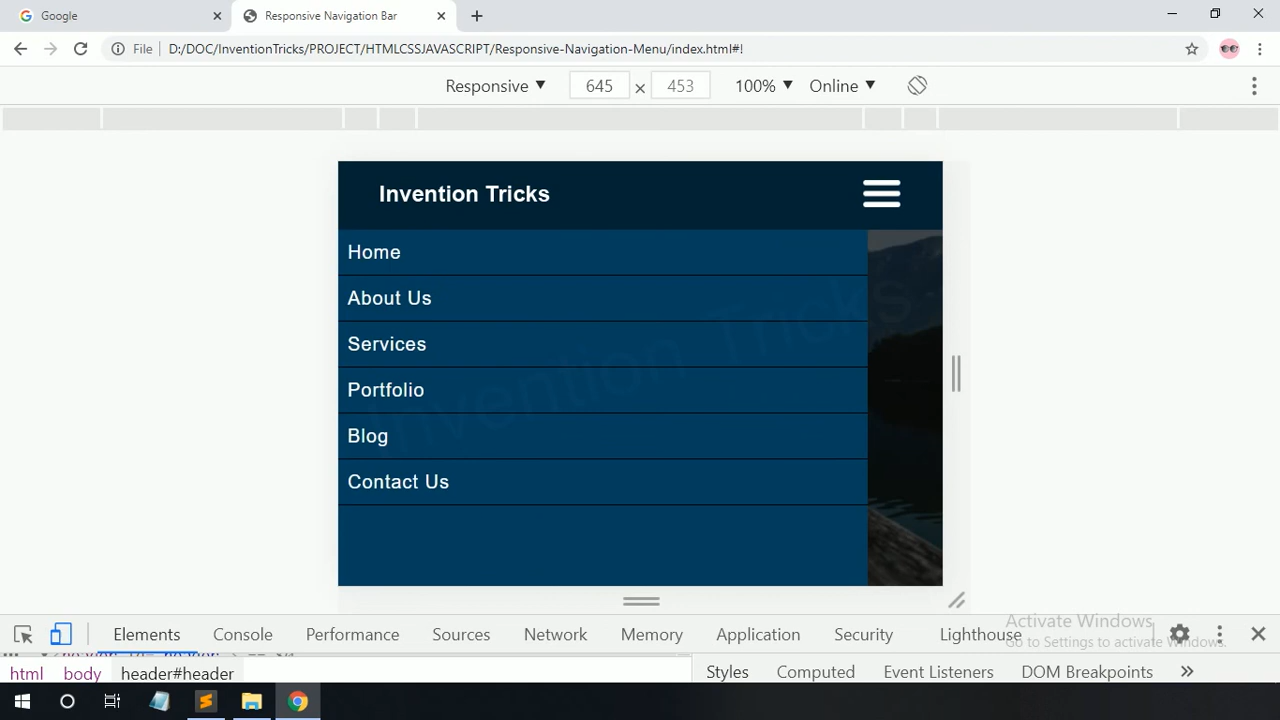 Google
Responsive Navigation Bar
File D:/DOC/InventionTricks/PROJECT/HTMLCSSJAVASCRIPT/Responsive-Navigation-Menu/index.html#!
Responsive 645 × 453 100% Online
Invention Tricks
Home
About Us
Services
Portfolio
Blog
Contact Us
Invention Tricks
Activate Windows
Go to Settings to activate Windows.
Elements Console Performance Sources Network Memory Application Security Lighthouse
html body header#header
Styles Computed Event Listeners DOM Breakpoints »